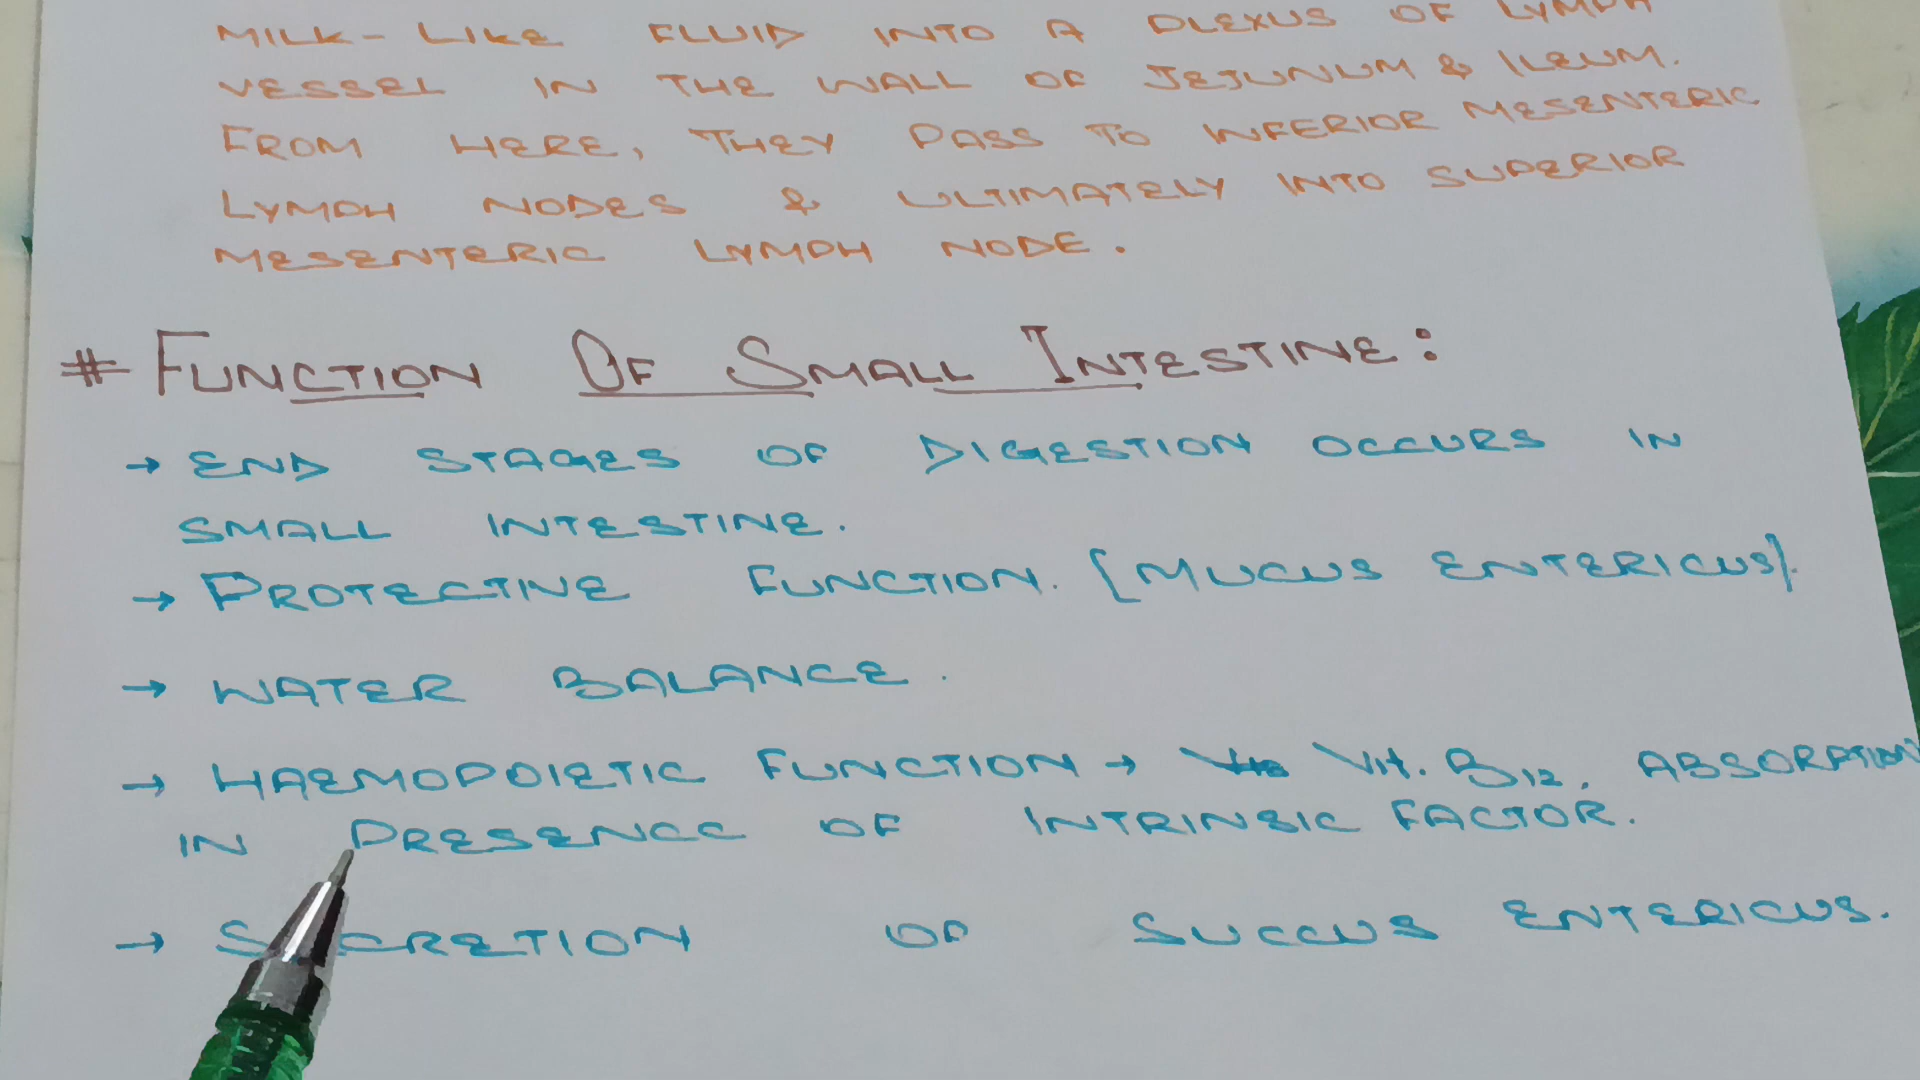 MILK-LIKE FLUID INTO A PLEXUS OF LYMPH
VESSEL IN THE WALL OF JEJUNUM & ILEUM.
FROM HERE, THEY PASS TO INFERIOR MESENTERIC
LYMPH NODES & ULTIMATELY INTO SUPERIOR
MESENTERIC LYMPH NODE.
# FUNCTION OF SMALL INTESTINE:
→ END STAGES OF DIGESTION OCCURS IN
SMALL INTESTINE.
→ PROTECTINE FUNCTION. [MUCUS ENTERICUS].
→ WATER BALANCE.
→ HAEMOPOIETIC FUNCTION → Vit. B12. ABSORPTION
IN PRESENCE OF INTRINSIC FACTOR.
→ SECRETION OF SUCCUS ENTERICUS.